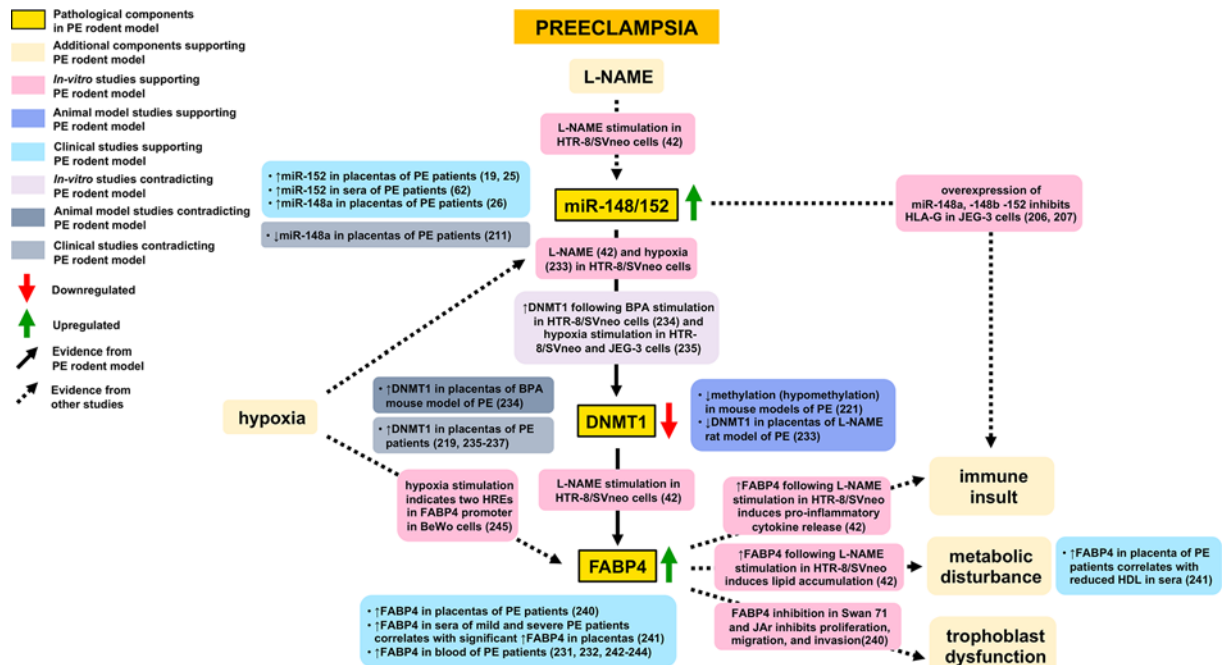 Pathological components
in PE rodent model
Additional components supporting
PE rodent model
In-vitro studies supporting
PE rodent model
Animal model studies supporting
PE rodent model
Clinical studies supporting
PE rodent model
In-vitro studies contradicting
PE rodent model
Animal model studies contradicting
PE rodent model
Clinical studies contradicting
PE rodent model
Downregulated
Upregulated
Evidence from
PE rodent model
Evidence from
other studies
PREECLAMPSIA
L-NAME
L-NAME stimulation in
HTR-8/SVneo cells (42)
• ↑miR-152 in placentas of PE patients (19, 25)
• ↑miR-152 in sera of PE patients (62)
• ↑miR-148a in placentas of PE patients (26)
• ↓miR-148a in placentas of PE patients (211)
miR-148/152
overexpression of
miR-148a, -148b -152 inhibits
HLA-G in JEG-3 cells (206, 207)
L-NAME (42) and hypoxia
(233) in HTR-8/SVneo cells
↑DNMT1 following BPA stimulation
in HTR-8/SVneo cells (234) and
hypoxia stimulation in HTR-
8/SVneo and JEG-3 cells (235)
hypoxia
• ↑DNMT1 in placentas of BPA
mouse model of PE (234)
• ↑DNMT1 in placentas of PE
patients (219, 235-237)
DNMT1
• ↓methylation (hypomethylation)
in mouse models of PE (221)
• ↓DNMT1 in placentas of L-NAME
rat model of PE (233)
hypoxia stimulation
indicates two HREs
in FABP4 promoter
in BeWo cells (245)
L-NAME stimulation in
HTR-8/SVneo cells (42)
↑FABP4 following L-NAME
stimulation in HTR-8/SVneo
induces pro-inflammatory
cytokine release (42)
immune
insult
FABP4
↑FABP4 following L-NAME
stimulation in HTR-8/SVneo
induces lipid accumulation (42)
metabolic
disturbance
• ↑FABP4 in placenta of PE
patients correlates with
reduced HDL in sera (241)
• ↑FABP4 in placentas of PE patients (240)
• ↑FABP4 in sera of mild and severe PE patients
correlates with significant ↑FABP4 in placentas (241)
• ↑FABP4 in blood of PE patients (231, 232, 242-244)
FABP4 inhibition in Swan 71
and JAr inhibits proliferation,
migration, and invasion(240)
trophoblast
dysfunction